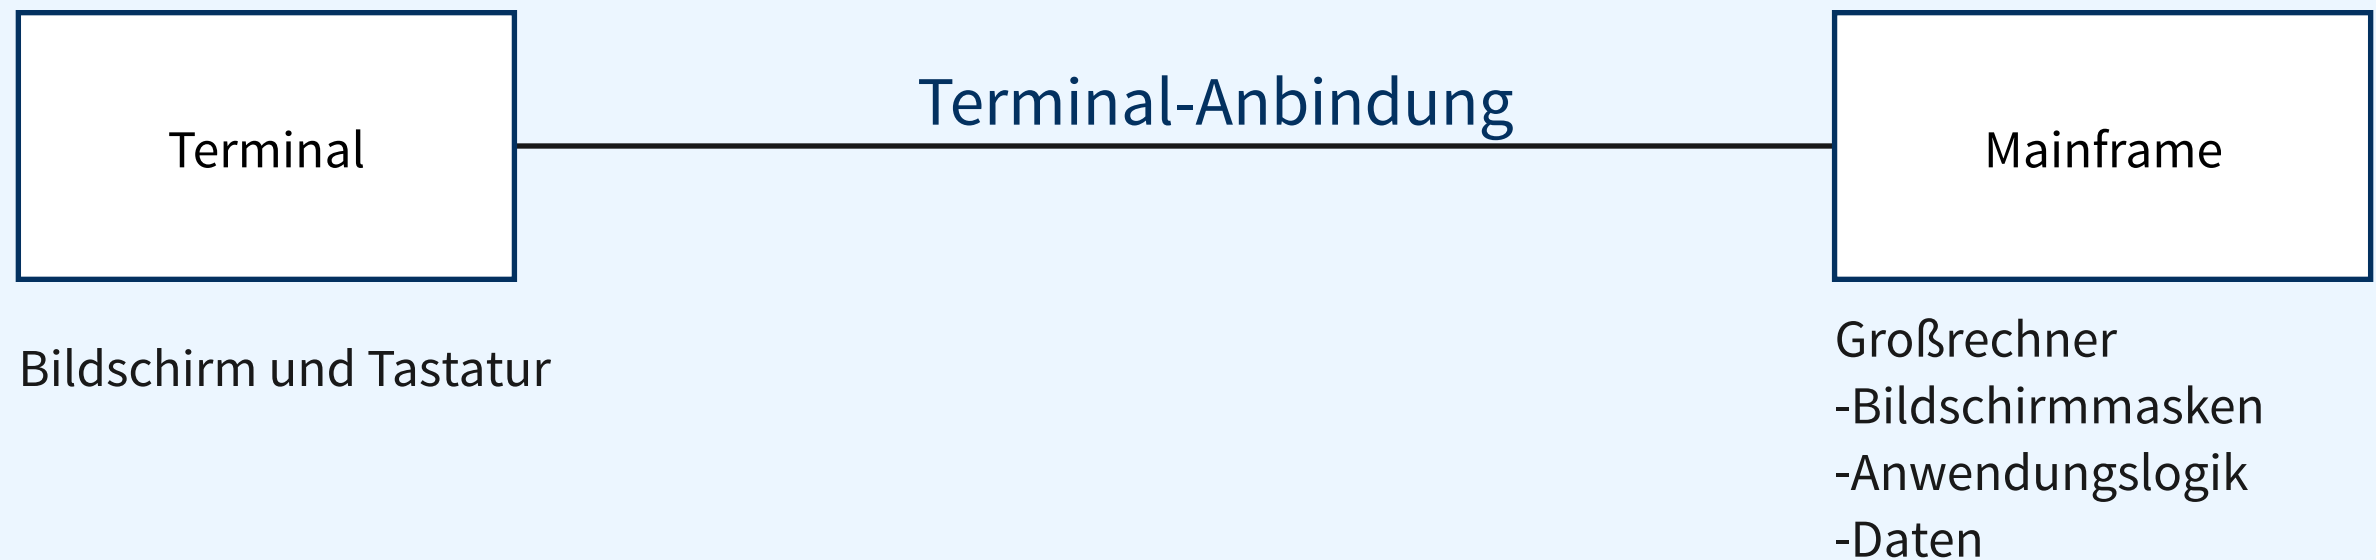 Terminal-Anbindung
Terminal
Mainframe
Bildschirm und Tastatur
Großrechner
-Bildschirmmasken
-Anwendungslogik
-Daten